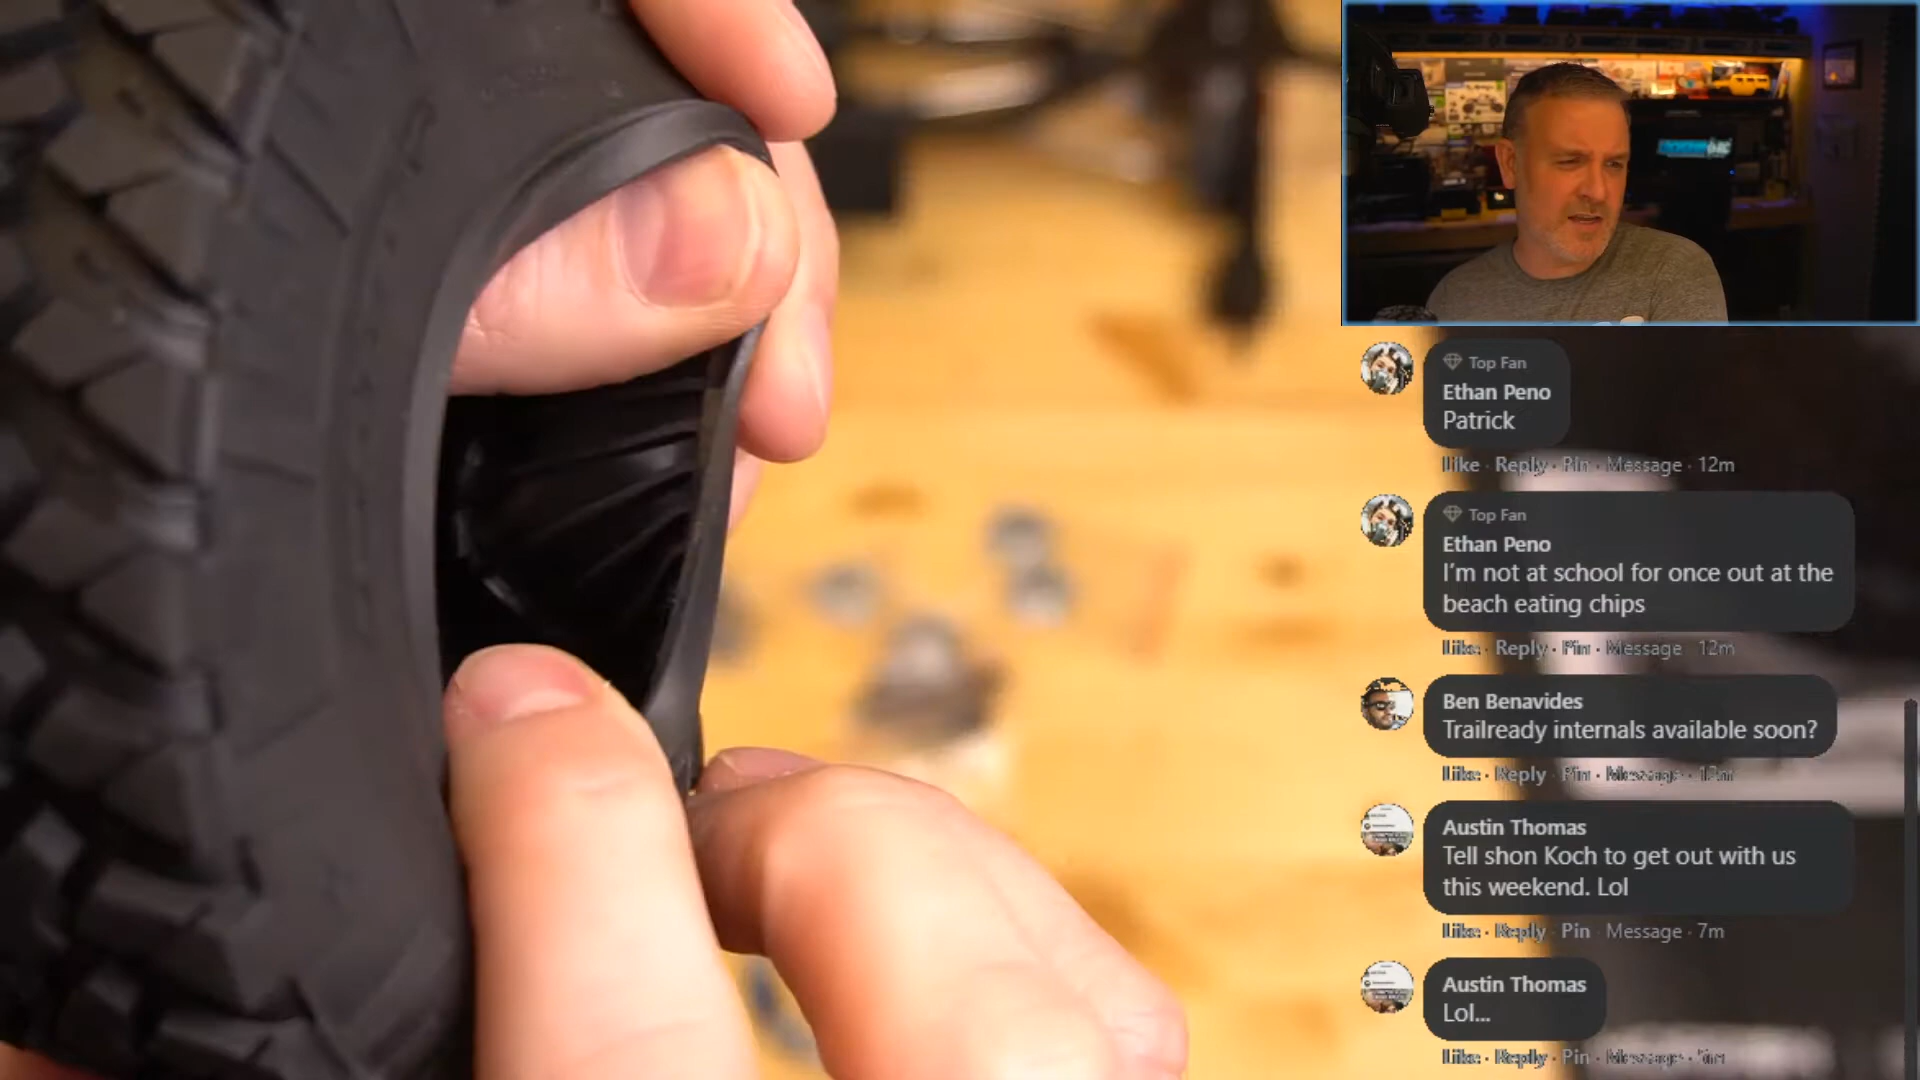 Top Fan
Ethan Peno
Patrick
Like · Reply · Pin · Message · 12m
Top Fan
Ethan Peno
I'm not at school for once out at the
beach eating chips
Like · Reply · Pin · Message · 12m
Ben Benavides
Trailready internals available soon?
Like · Reply · Pin · Message
Austin Thomas
Tell shon Koch to get out with us
this weekend. Lol
Like · Reply · Pin · Message · 7m
Austin Thomas
Lol...
Like · Reply · Pin · Message